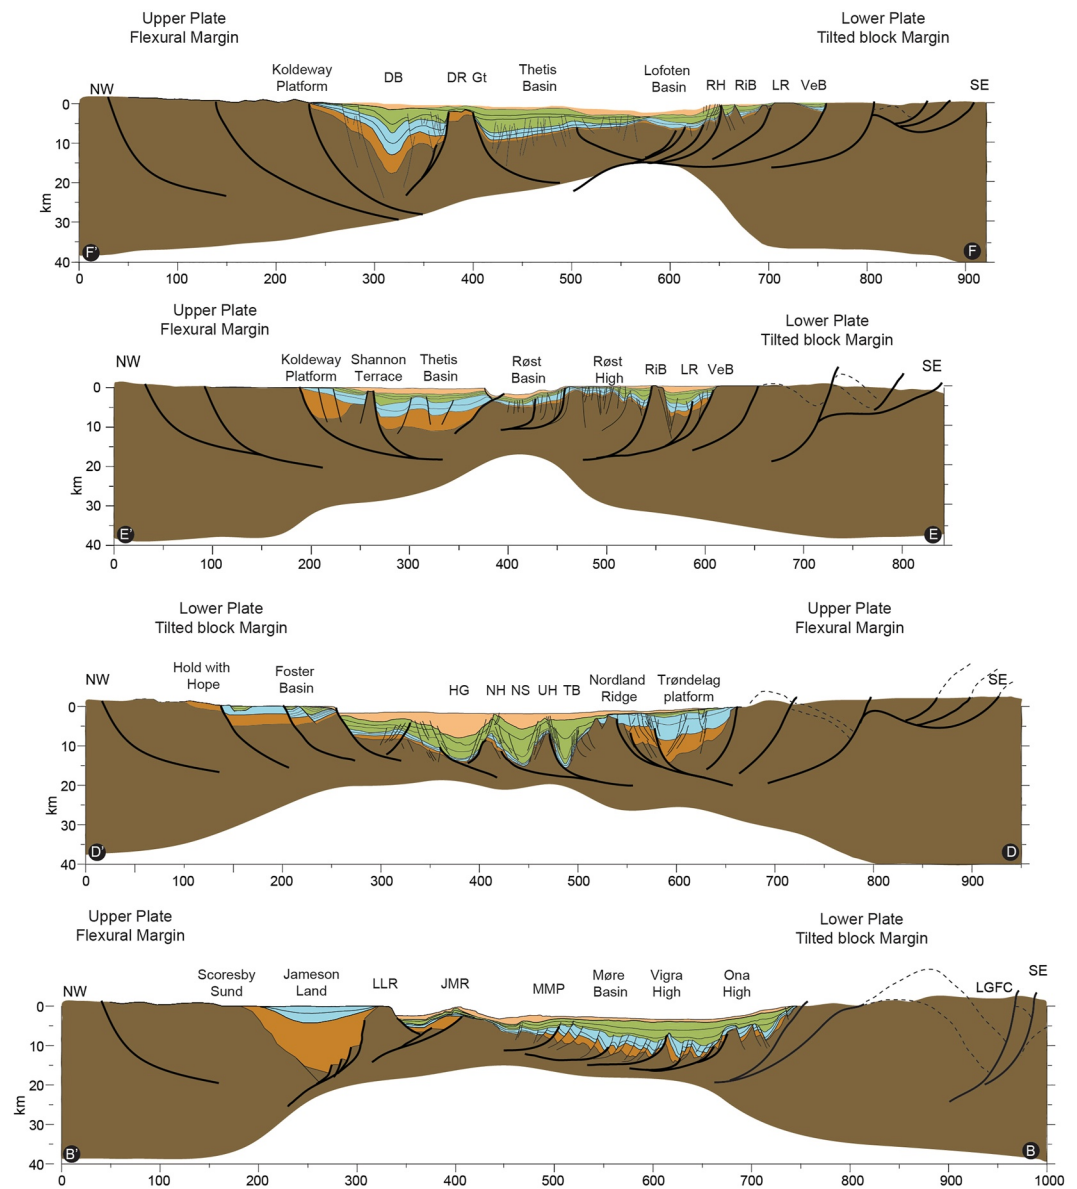 Upper Plate
Flexural Margin
Lower Plate
Tilted block Margin
NW
Koldeway
Platform
DB
DR Gt
Thetis
Basin
Lofoten
Basin
RH
RiB
LR
VeB
SE
0
10
20
30
40
km
F'
F
0 100 200 300 400 500 600 700 800 900
Upper Plate
Flexural Margin
Lower Plate
Tilted block Margin
NW
Koldeway
Platform
Shannon
Terrace
Thetis
Basin
Røst
Basin
Røst
High
RiB
LR
VeB
SE
0
10
20
30
40
km
E'
E
0 100 200 300 400 500 600 700 800
Lower Plate
Tilted block Margin
Upper Plate
Flexural Margin
NW
Hold with
Hope
Foster
Basin
HG
NH
NS
UH
TB
Nordland
Ridge
Trøndelag
platform
SE
0
10
20
30
40
km
D'
D
0 100 200 300 400 500 600 700 800 900
Upper Plate
Flexural Margin
Lower Plate
Tilted block Margin
NW
Scoresby
Sund
Jameson
Land
LLR
JMR
MMP
Møre
Basin
Vigra
High
Ona
High
LGFC
SE
0
10
20
30
40
km
B'
B
0 100 200 300 400 500 600 700 800 900 1000